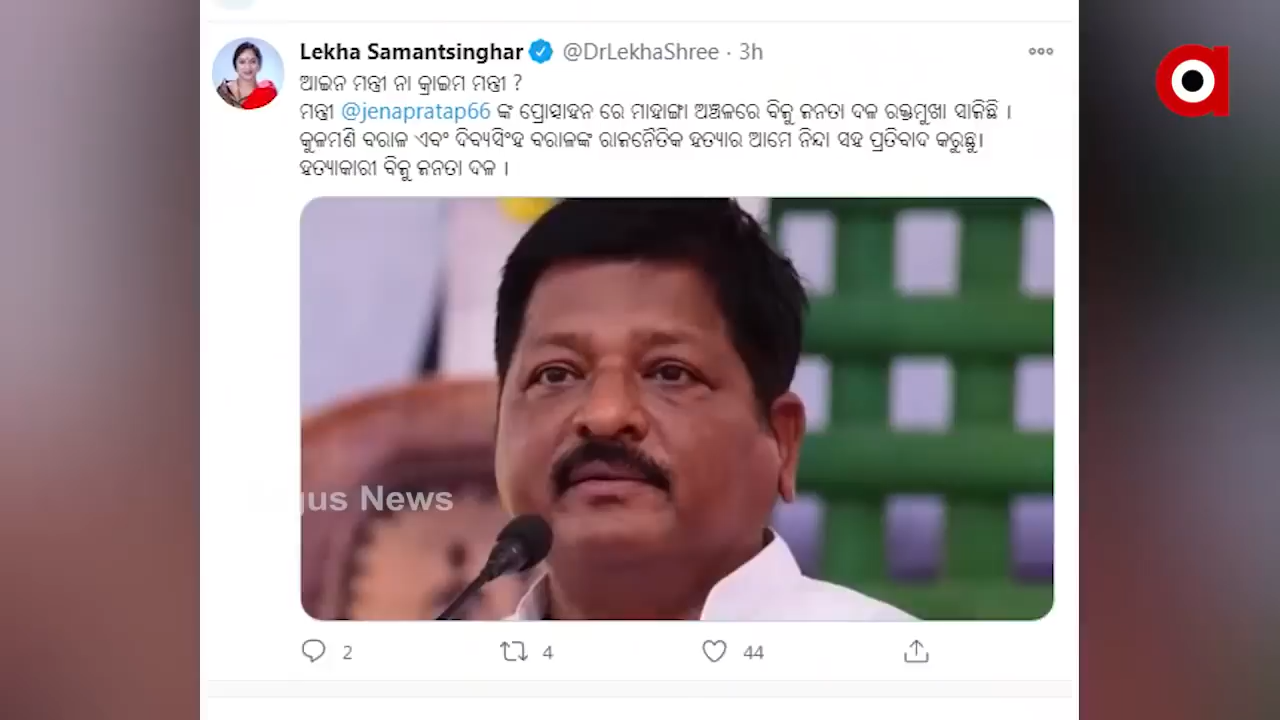 Lekha Samantsinghar @DrLekhaShree · 3h
ଆଇନ ମନ୍ତ୍ରୀ ନା କ୍ରାଇମ ମନ୍ତ୍ରୀ ?
ମନ୍ତ୍ରୀ @jenapratap66 ଙ୍କ ପ୍ରୋତ୍ସାହନ ରେ ମାହାଙ୍ଗା ଅଞ୍ଚଳରେ ବିଜୁ ଜନତା ଦଳ ରକ୍ତମୁଖା ସାଜିଛି ।
କୁଳମଣି ବରାଳ ଏବଂ ଦିବ୍ୟସିଂହ ବରାଳଙ୍କ ରାଜନୈତିକ ହତ୍ୟାର ଆମେ ନିନ୍ଦା ସହ ପ୍ରତିବାଦ କରୁଛୁ।
ହତ୍ୟାକାରୀ ବିଜୁ ଜନତା ଦଳ ।
gus News
2 4 44